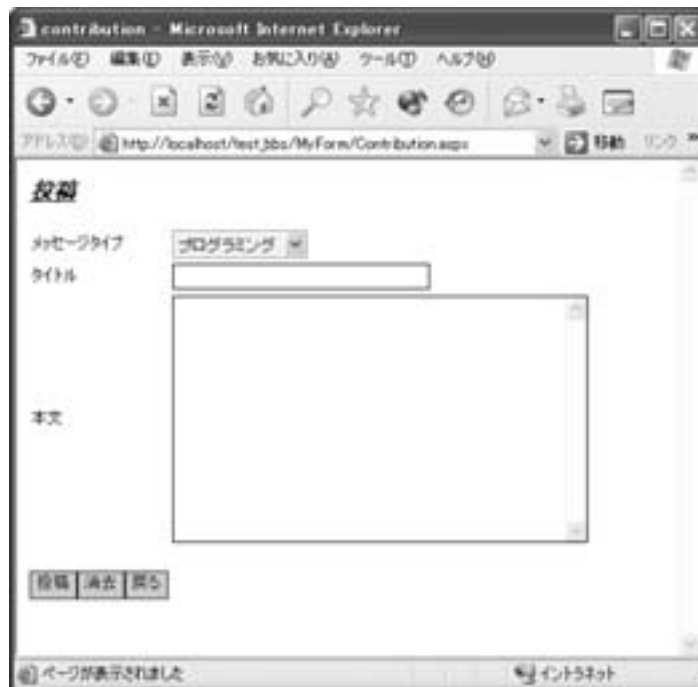 contribution - Microsoft Internet Explorer
ファイル(F) 編集(E) 表示(V) お気に入り(A) ツール(T) ヘルプ(H)
アドレス(D) http://localhost/test_bbs/MyForm/Contribution.aspx 移動 リンク »
投稿
メッセージタイプ プログラミング
タイトル
本文
投稿 消去 戻る
ページが表示されました イントラネット